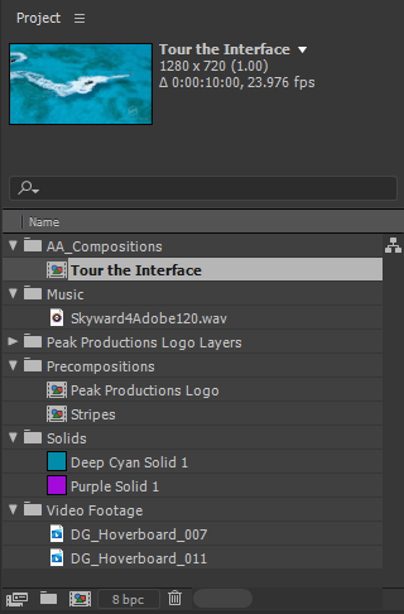 Project
Tour the Interface
1280 x 720 (1.00)
Δ 0:00:10:00, 23.976 fps
Name
AA_Compositions
Tour the Interface
Music
Skyward4Adobe120.wav
Peak Productions Logo Layers
Precompositions
Peak Productions Logo
Stripes
Solids
Deep Cyan Solid 1
Purple Solid 1
Video Footage
DG_Hoverboard_007
DG_Hoverboard_011
8 bpc